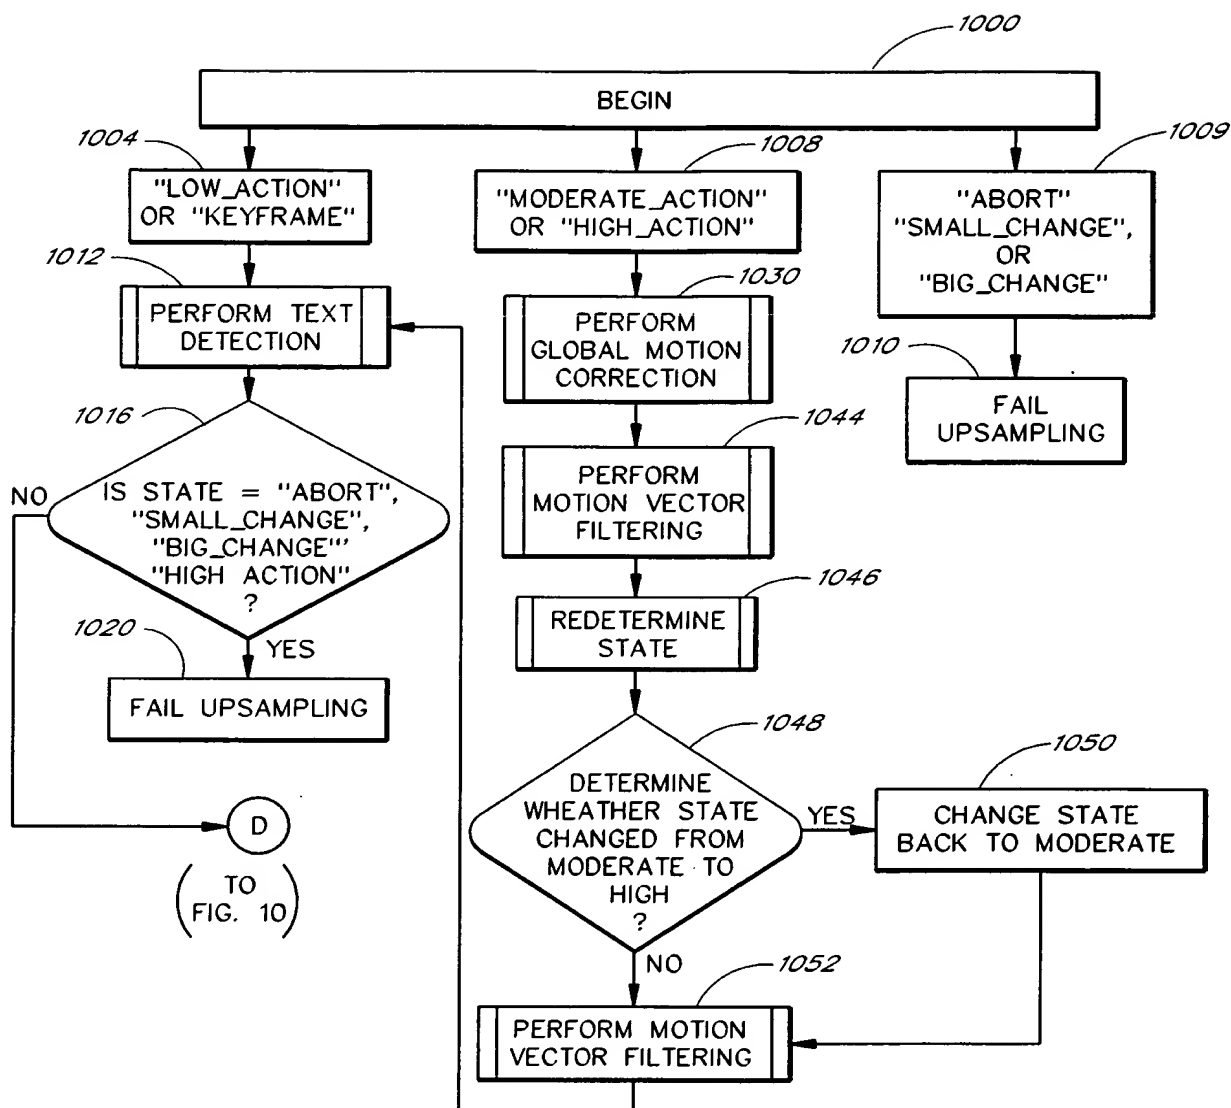 1000
BEGIN
1004
"LOW_ACTION"
OR "KEYFRAME"
1012
PERFORM TEXT
DETECTION
1016
IS STATE = "ABORT",
"SMALL_CHANGE",
"BIG_CHANGE"'
"HIGH ACTION"
?
NO
YES
1020
FAIL UPSAMPLING
D
(TO
FIG. 10)
1008
"MODERATE_ACTION"
OR "HIGH_ACTION"
1030
PERFORM
GLOBAL MOTION
CORRECTION
1044
PERFORM
MOTION VECTOR
FILTERING
1046
REDETERMINE
STATE
1048
DETERMINE
WHEATHER STATE
CHANGED FROM
MODERATE TO
HIGH
?
YES
NO
1050
CHANGE STATE
BACK TO MODERATE
1052
PERFORM MOTION
VECTOR FILTERING
1009
"ABORT"
"SMALL_CHANGE",
OR
"BIG_CHANGE"
1010
FAIL
UPSAMPLING